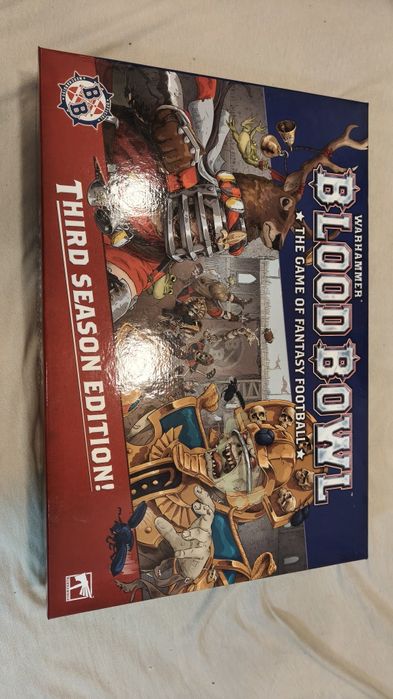 WARHAMMER
BLOOD BOWL
THE GAME OF FANTASY FOOTBALL
B B
THIRD SEASON EDITION!